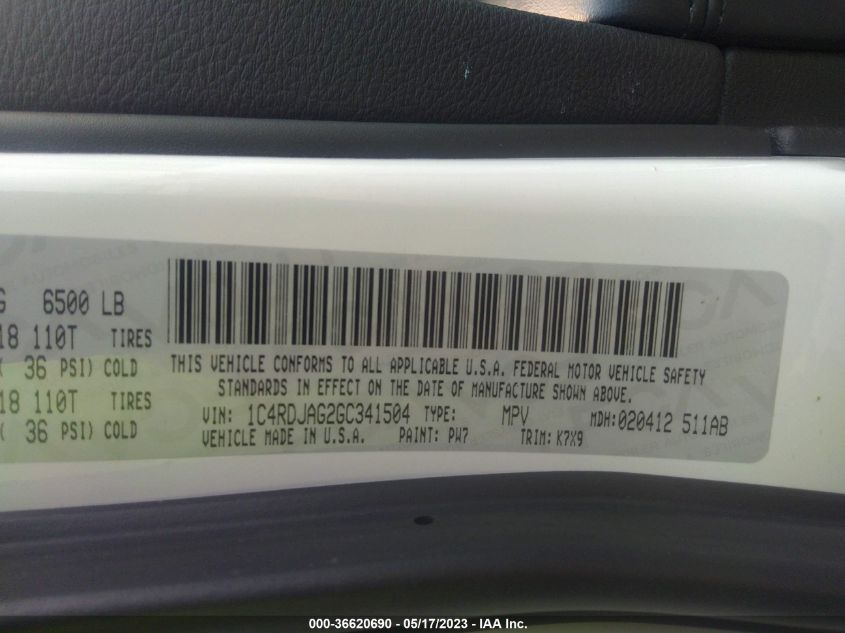 G 6500 LB
18 110T TIRES
( 36 PSI) COLD
18 110T TIRES
( 36 PSI) COLD
THIS VEHICLE CONFORMS TO ALL APPLICABLE U.S.A. FEDERAL MOTOR VEHICLE SAFETY
STANDARDS IN EFFECT ON THE DATE OF MANUFACTURE SHOWN ABOVE.
VIN: 1C4RDJAG2GC341504 TYPE: MPV MDH:020412 511AB
VEHICLE MADE IN U.S.A. PAINT: PW7 TRIM: K7X9
000-36620690 - 05/17/2023 - IAA Inc.